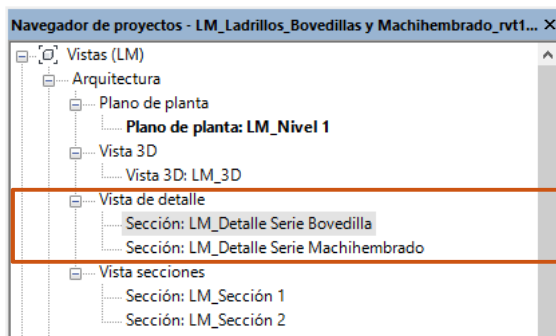 Navegador de proyectos - LM_Ladrillos_Bovedillas y Machihembrado_rvt1...
Vistas (LM)
Arquitectura
Plano de planta
Plano de planta: LM_Nivel 1
Vista 3D
Vista 3D: LM_3D
Vista de detalle
Sección: LM_Detalle Serie Bovedilla
Sección: LM_Detalle Serie Machihembrado
Vista secciones
Sección: LM_Sección 1
Sección: LM_Sección 2